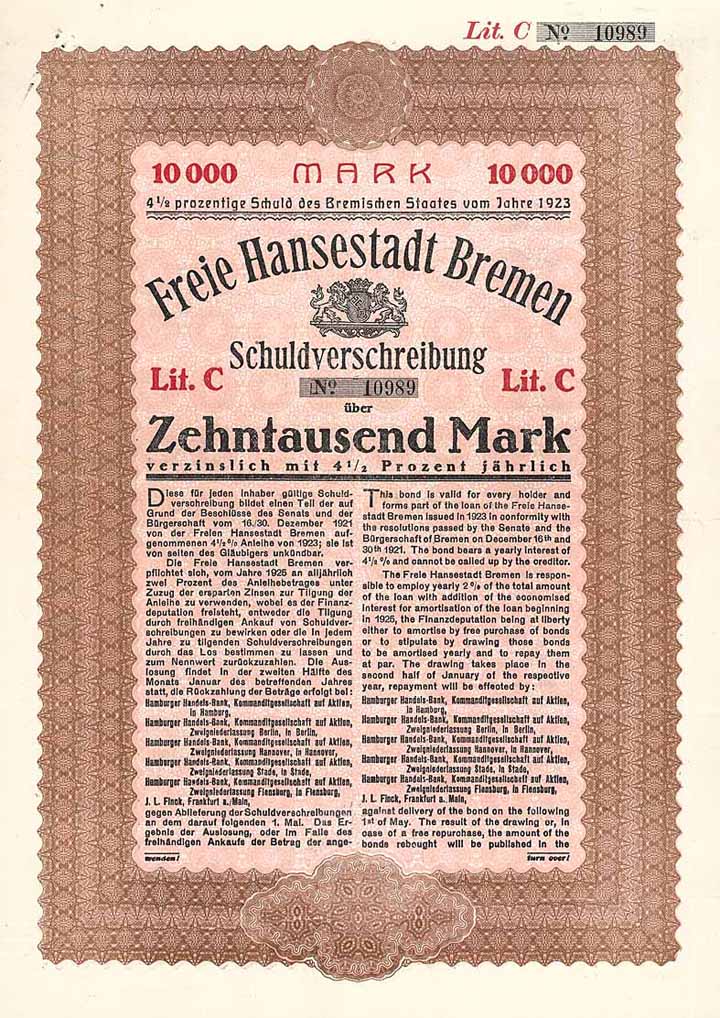 Lit. C Nº 10989
10 000 MARK 10 000
4 1/2 prozentige Schuld des Bremischen Staates vom Jahre 1923
Freie Hansestadt Bremen
Schuldverschreibung
Lit. C Nº 10989 Lit. C
über
Zehntausend Mark
verzinslich mit 4 1/2 Prozent jährlich
Diese für jeden Inhaber gültige Schuld-
verschreibung bildet einen Teil der auf
Grund der Beschlüsse des Senats und der
Bürgerschaft vom 16./30. Dezember 1921
von der Freien Hansestadt Bremen auf-
genommenen 4 1/2 % Anleihe von 1923; sie ist
von seiten des Gläubigers unkündbar.
Die Freie Hansestadt Bremen ver-
pflichtet sich, vom Jahre 1925 an alljährlich
zwei Prozent des Anleihebetrages unter
Zuzug der ersparten Zinsen zur Tilgung der
Anleihe zu verwenden, wobei es der Finanz-
deputation freisteht, entweder die Tilgung
durch freihändigen Ankauf von Schuldver-
schreibungen zu bewirken oder die in jedem
Jahre zu tilgenden Schuldverschreibungen
durch das Los bestimmen zu lassen und
zum Nennwert zurückzuzahlen. Die Aus-
losung findet in der zweiten Hälfte des
Monats Januar des betreffenden Jahres
statt, die Rückzahlung der Beträge erfolgt bei:
Hamburger Handels-Bank, Kommanditgesellschaft auf Aktien,
in Hamburg,
Hamburger Handels-Bank, Kommanditgesellschaft auf Aktien,
Zweigniederlassung Berlin, in Berlin,
Hamburger Handels-Bank, Kommanditgesellschaft auf Aktien,
Zweigniederlassung Hannover, in Hannover,
Hamburger Handels-Bank, Kommanditgesellschaft auf Aktien,
Zweigniederlassung Stade, in Stade,
Hamburger Handels-Bank, Kommanditgesellschaft auf Aktien,
Zweigniederlassung Flensburg, in Flensburg,
J. L. Finck, Frankfurt a./Main,
gegen Ablieferung der Schuldverschreibungen
an dem darauf folgenden 1. Mai. Das Er-
gebnis der Auslosung, oder im Falle des
freihändigen Ankaufs der Betrag der ange-
wenden!
This bond is valid for every holder and
forms part of the loan of the Freie Hanse-
stadt Bremen issued in 1923 in conformity with
the resolutions passed by the Senate and the
Bürgerschaft of Bremen on December 16th and
30th 1921. The bond bears a yearly interest of
4 1/2 % and cannot be called up by the creditor.
The Freie Hansestadt Bremen is respon-
sible to employ yearly 2 % of the total amount
of the loan with addition of the economised
interest for amortisation of the loan beginning
in 1925, the Finanzdeputation being at liberty
either to amortise by free purchase of bonds
or to stipulate by drawing those bonds
to be amortised yearly and to repay them
at par. The drawing takes place in the
second half of January of the respective
year, repayment will be effected by:
Hamburger Handels-Bank, Kommanditgesellschaft auf Aktien,
in Hamburg,
Hamburger Handels-Bank, Kommanditgesellschaft auf Aktien,
Zweigniederlassung Berlin, in Berlin,
Hamburger Handels-Bank, Kommanditgesellschaft auf Aktien,
Zweigniederlassung Hannover, in Hannover,
Hamburger Handels-Bank, Kommanditgesellschaft auf Aktien,
Zweigniederlassung Stade, in Stade,
Hamburger Handels-Bank, Kommanditgesellschaft auf Aktien,
Zweigniederlassung Flensburg, in Flensburg,
J. L. Finck, Frankfurt a./Main,
against delivery of the bond on the following
1st of May. The result of the drawing or, in
case of a free repurchase, the amount of the
bonds rebought will be published in the
turn over!